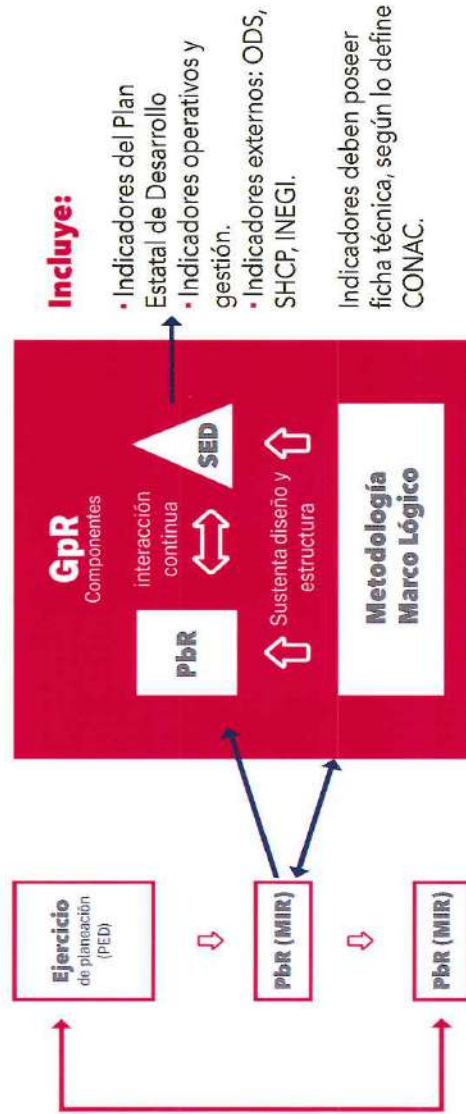 Ejercicio
de planeación
(PED)
PbR (MIR)
PbR (MIR)
GpR
Componentes
PbR
interacción
continua
SED
Sustenta diseño y
estructura
Metodología
Marco Lógico
Incluye:
• Indicadores del Plan
Estatal de Desarrollo
• Indicadores operativos y
gestión.
• Indicadores externos: ODS,
SHCP, INEGI.
Indicadores deben poseer
ficha técnica, según lo define
CONAC.